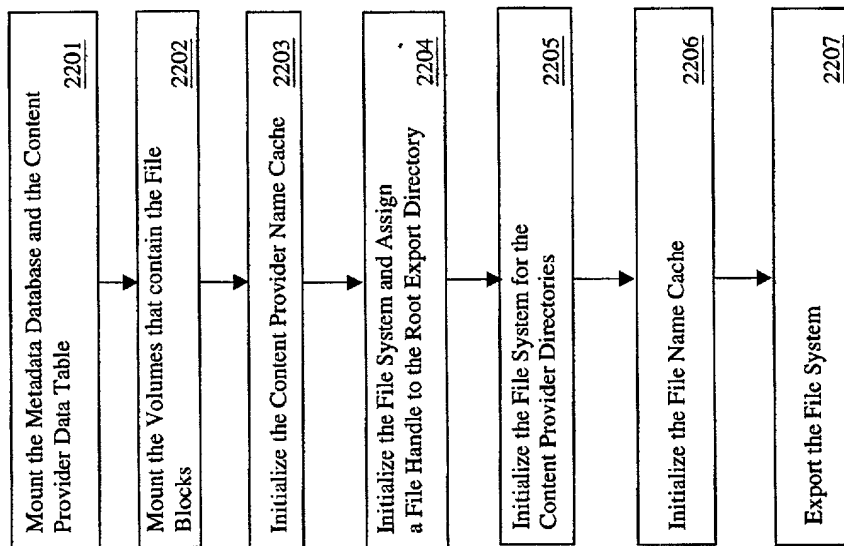 Mount the Metadata Database and the Content
Provider Data Table 2201
Mount the Volumes that contain the File
Blocks 2202
Initialize the Content Provider Name Cache 2203
Initialize the File System and Assign
a File Handle to the Root Export Directory 2204
Initialize the File System for the
Content Provider Directories 2205
Initialize the File Name Cache 2206
Export the File System 2207